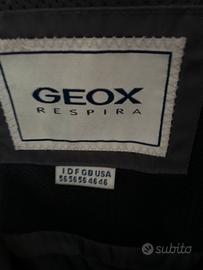 GEOX
RESPIRA
I D F GB USA
56 56 56 46 46
subito